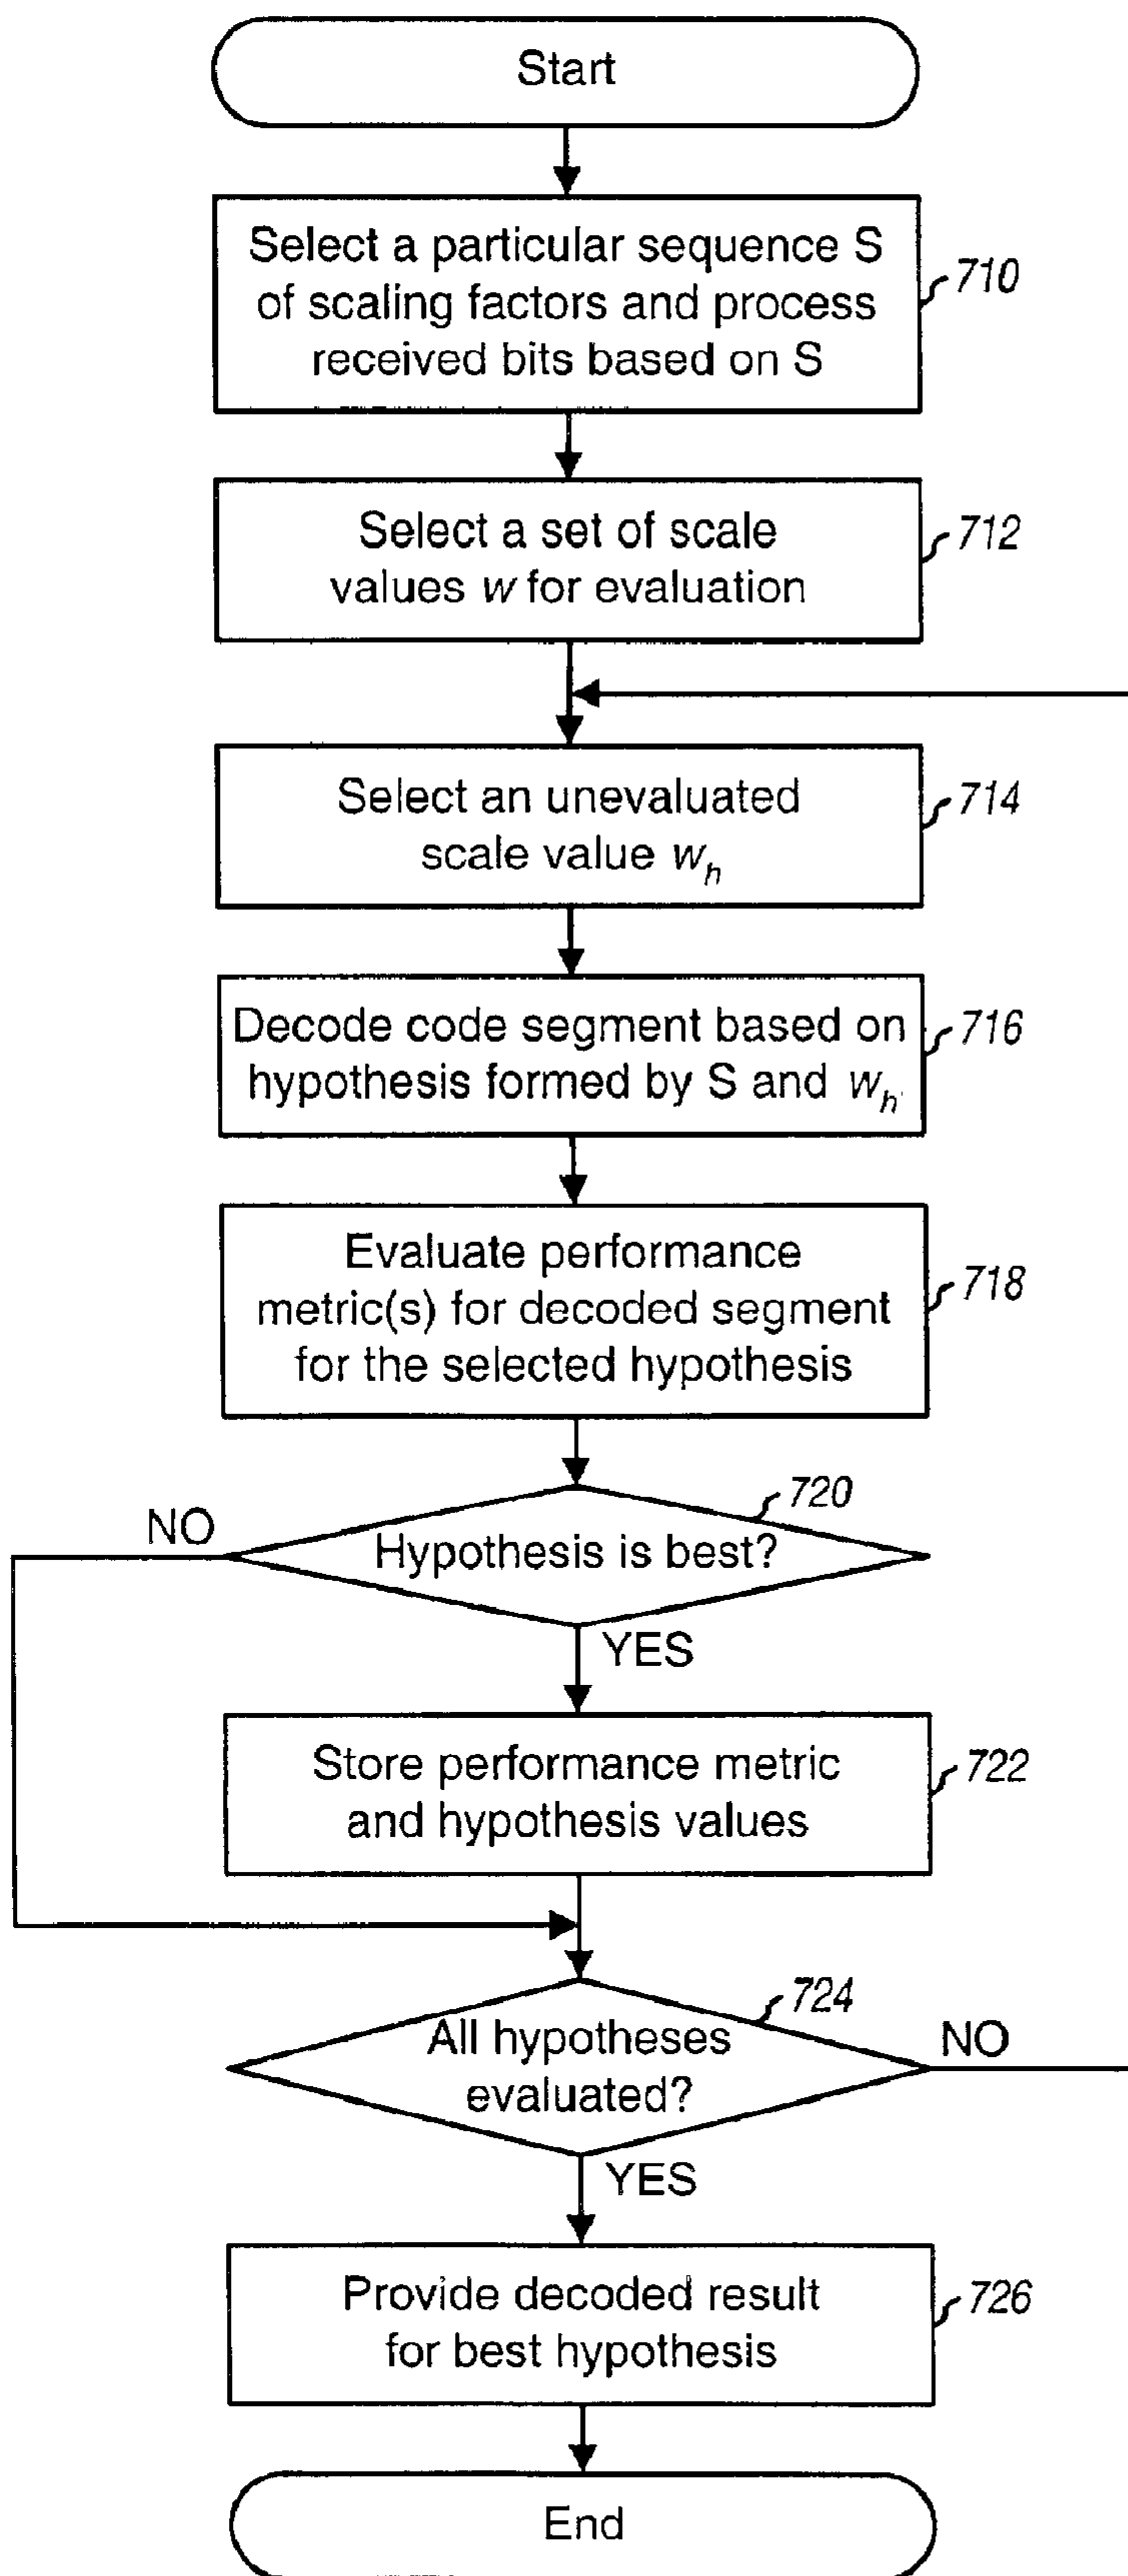 Start
Select a particular sequence S
of scaling factors and process
received bits based on S
710
Select a set of scale
values w for evaluation
712
Select an unevaluated
scale value wh
714
Decode code segment based on
hypothesis formed by S and wh
716
Evaluate performance
metric(s) for decoded segment
for the selected hypothesis
718
720
NO
Hypothesis is best?
YES
Store performance metric
and hypothesis values
722
724
All hypotheses
evaluated?
NO
YES
Provide decoded result
for best hypothesis
726
End